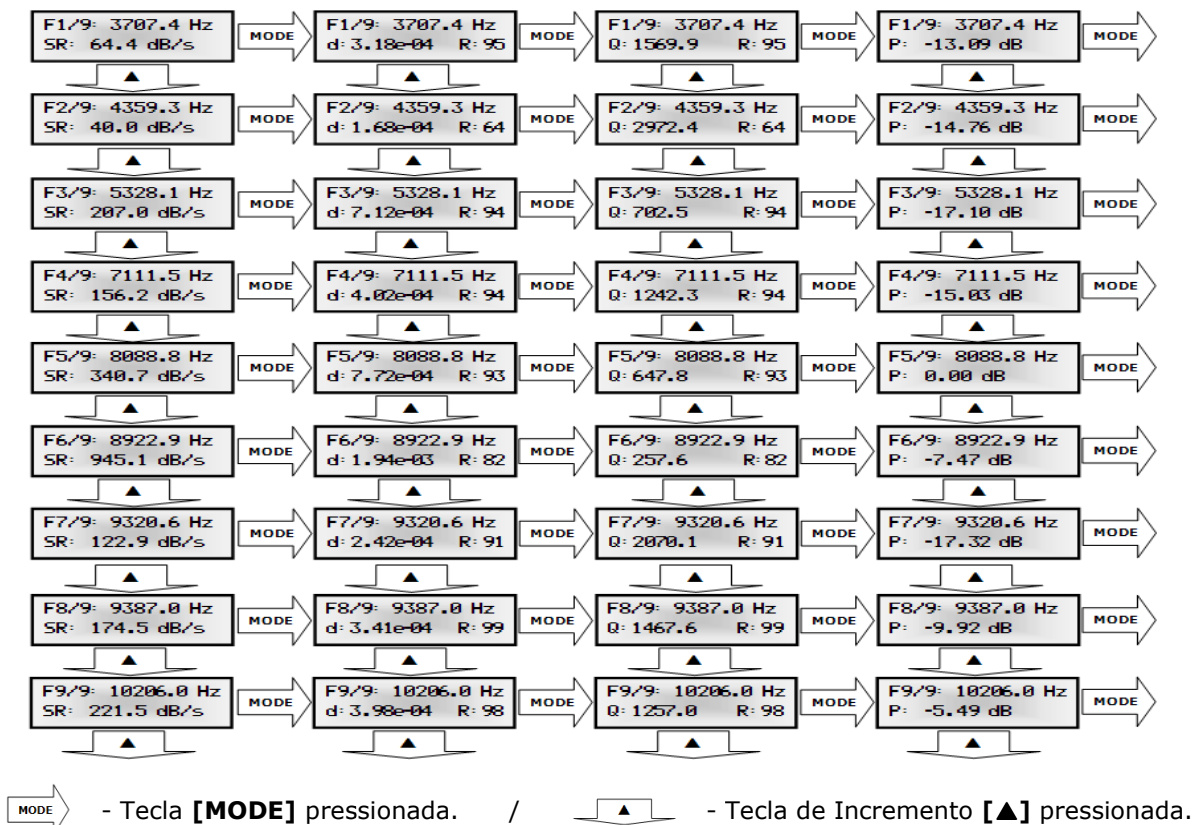 F1/9: 3707.4 Hz MODE F1/9: 3707.4 Hz MODE F1/9: 3707.4 Hz MODE F1/9: 3707.4 Hz MODE
SR: 64.4 dB/s d:3.18e-04 R:95 Q:1569.9 R:95 P: -13.09 dB
▲ ▲ ▲ ▲
F2/9: 4359.3 Hz MODE F2/9: 4359.3 Hz MODE F2/9: 4359.3 Hz MODE F2/9: 4359.3 Hz MODE
SR: 40.0 dB/s d:1.68e-04 R:64 Q:2972.4 R:64 P: -14.76 dB
▲ ▲ ▲ ▲
F3/9: 5328.1 Hz MODE F3/9: 5328.1 Hz MODE F3/9: 5328.1 Hz MODE F3/9: 5328.1 Hz MODE
SR: 207.0 dB/s d:7.12e-04 R:94 Q:702.5 R:94 P: -17.10 dB
▲ ▲ ▲ ▲
F4/9: 7111.5 Hz MODE F4/9: 7111.5 Hz MODE F4/9: 7111.5 Hz MODE F4/9: 7111.5 Hz MODE
SR: 156.2 dB/s d:4.02e-04 R:94 Q:1242.3 R:94 P: -15.03 dB
▲ ▲ ▲ ▲
F5/9: 8088.8 Hz MODE F5/9: 8088.8 Hz MODE F5/9: 8088.8 Hz MODE F5/9: 8088.8 Hz MODE
SR: 340.7 dB/s d:7.72e-04 R:93 Q:647.8 R:93 P: 0.00 dB
▲ ▲ ▲ ▲
F6/9: 8922.9 Hz MODE F6/9: 8922.9 Hz MODE F6/9: 8922.9 Hz MODE F6/9: 8922.9 Hz MODE
SR: 945.1 dB/s d:1.94e-03 R:82 Q:257.6 R:82 P: -7.47 dB
▲ ▲ ▲ ▲
F7/9: 9320.6 Hz MODE F7/9: 9320.6 Hz MODE F7/9: 9320.6 Hz MODE F7/9: 9320.6 Hz MODE
SR: 122.9 dB/s d:2.42e-04 R:91 Q:2070.1 R:91 P: -17.32 dB
▲ ▲ ▲ ▲
F8/9: 9387.0 Hz MODE F8/9: 9387.0 Hz MODE F8/9: 9387.0 Hz MODE F8/9: 9387.0 Hz MODE
SR: 174.5 dB/s d:3.41e-04 R:99 Q:1467.6 R:99 P: -9.92 dB
▲ ▲ ▲ ▲
F9/9: 10206.0 Hz MODE F9/9: 10206.0 Hz MODE F9/9: 10206.0 Hz MODE F9/9: 10206.0 Hz MODE
SR: 221.5 dB/s d:3.98e-04 R:98 Q:1257.0 R:98 P: -5.49 dB
▲ ▲ ▲ ▲
MODE - Tecla [MODE] pressionada. / ▲ - Tecla de Incremento [▲] pressionada.